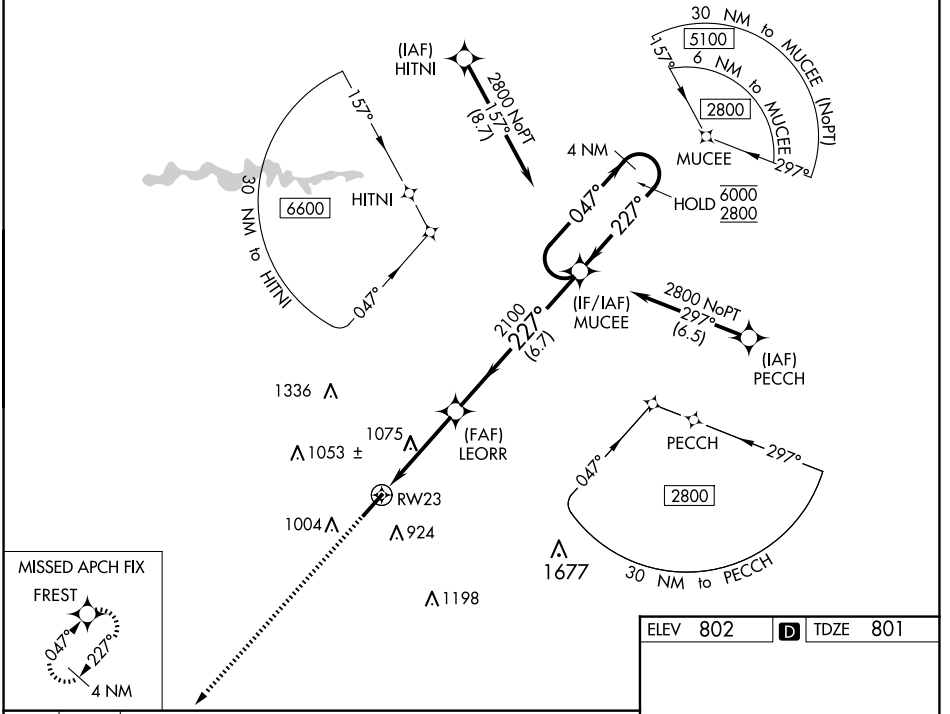 (IAF)
HITNI
2800 NoPT
157°
(8.7)
30 NM to MUCEE (NoPT)
5100
6 NM to MUCEE
2800
157°
297°
MUCEE
157°
30 NM to HITNI
6600
HITNI
047°
4 NM
047°
227°
HOLD 6000
2800
(IF/IAF)
MUCEE
2100
227°
(6.7)
2800 NoPT
297°
(6.5)
(IAF)
PECCH
1336
1053 ±
1075
(FAF)
LEORR
RW23
1004
924
1198
1677
PECCH
047°
297°
2800
30 NM to PECCH
MISSED APCH FIX
FREST
047°
227°
4 NM
ELEV 802 D TDZE 801